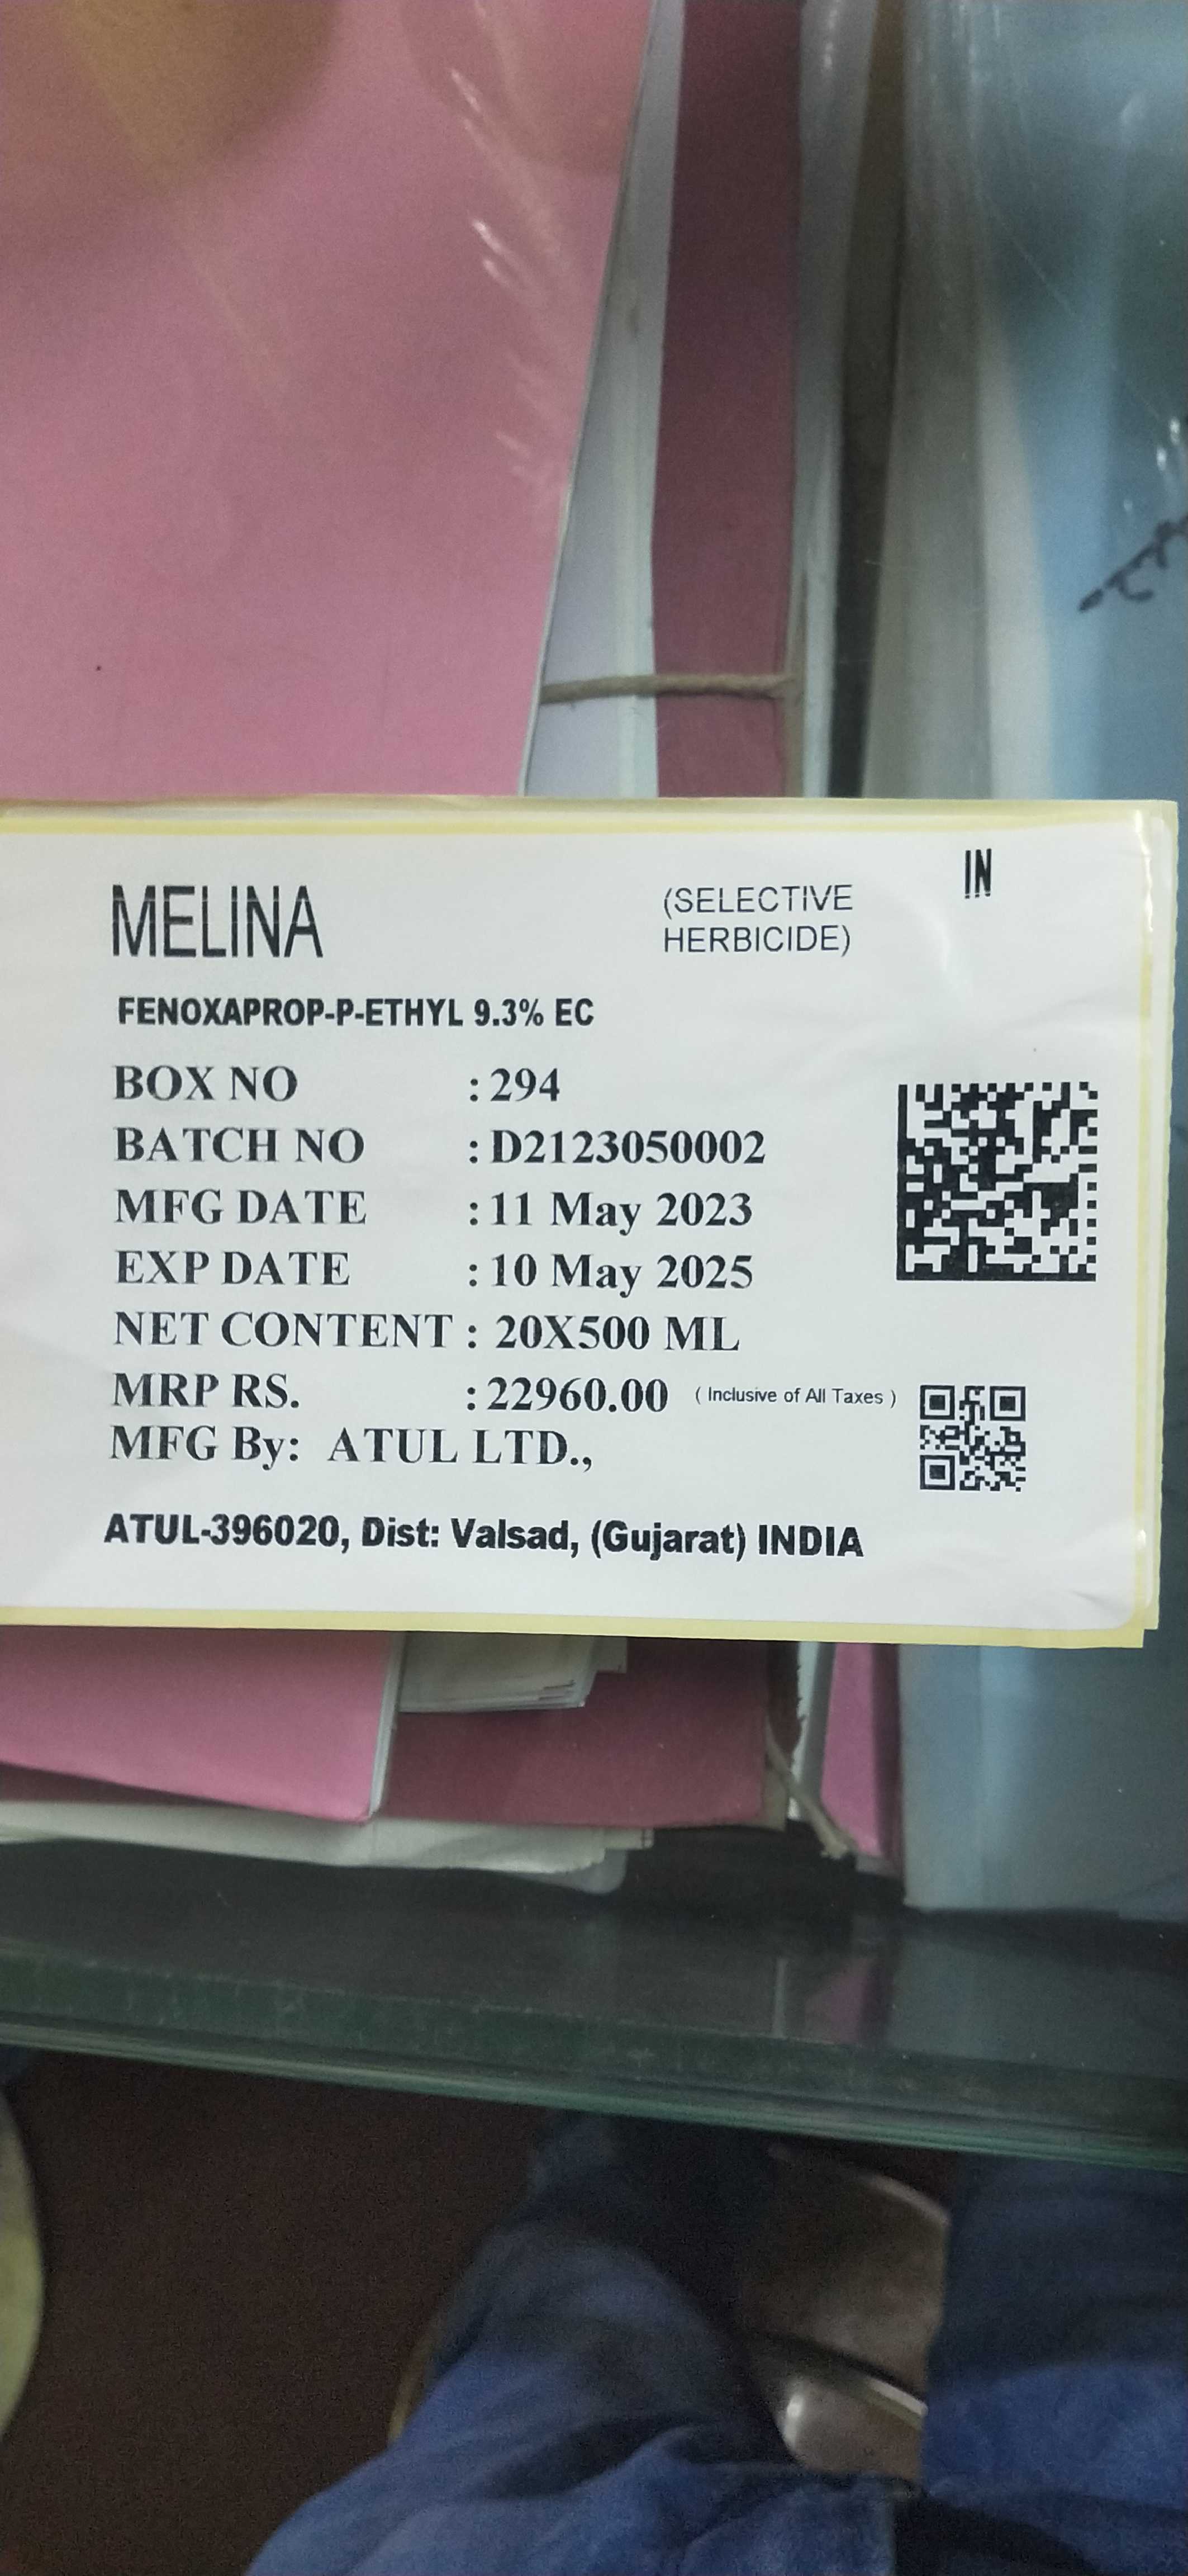 MELINA
(SELECTIVE
HERBICIDE)
IN
FENOXAPROP-P-ETHYL 9.3% EC
BOX NO : 294
BATCH NO : D2123050002
MFG DATE : 11 May 2023
EXP DATE : 10 May 2025
NET CONTENT : 20X500 ML
MRP RS. : 22960.00 ( Inclusive of All Taxes )
MFG By: ATUL LTD.,
ATUL-396020, Dist: Valsad, (Gujarat) INDIA